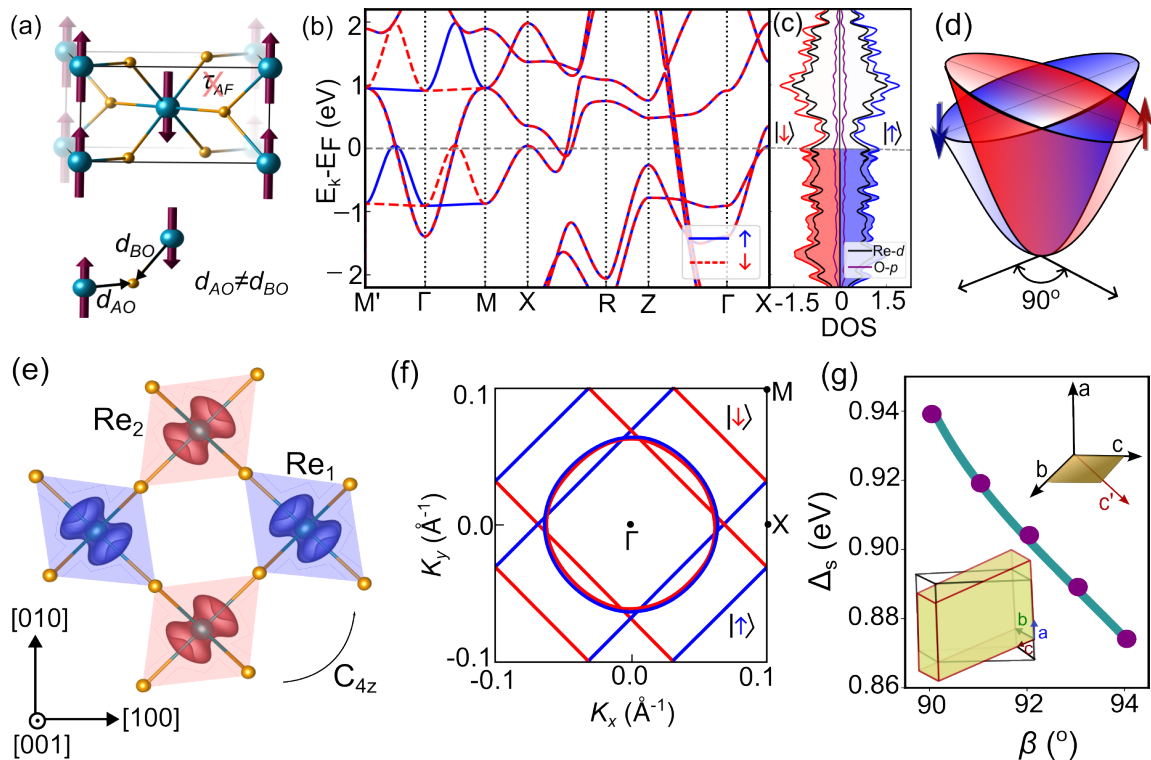 (a)
τAF
dBO
dAO
dAO≠dBO
(b)
Ek-EF (eV)
2
1
0
−1
−2
↑
↓
M' Γ M X R Z Γ X
(c)
|↓⟩
|↑⟩
Re-d
O-p
-1.5 0 1.5
DOS
(d)
90°
(e)
Re2
Re1
[010]
[100]
[001]
C4z
(f)
0.1
0.0
-0.1
Ky (Å-1)
M
|↓⟩
X
Γ
|↑⟩
-0.1 0.0 0.1
Kx (Å-1)
(g)
0.94
0.92
0.90
0.88
0.86
Δs (eV)
a
c
b
c'
b
a
c
90 92 94
β (°)